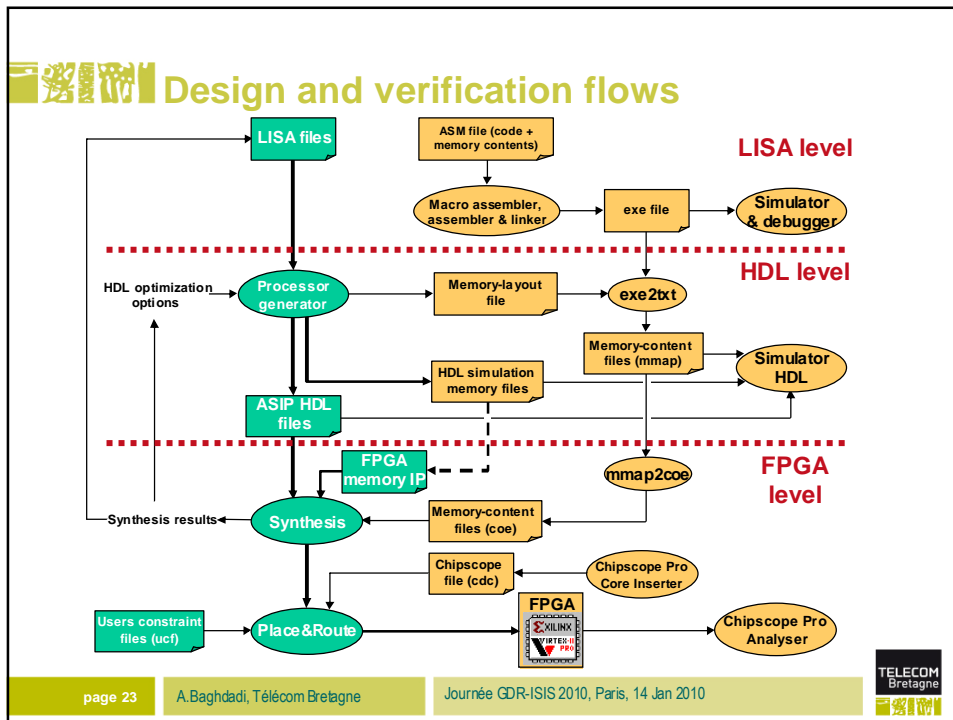 Design and verification flows
LISA files
ASM file (code +
memory contents)
LISA level
Macro assembler,
assembler & linker
exe file
Simulator
& debugger
HDL level
HDL optimization
options
Processor
generator
Memory-layout
file
exe2txt
Memory-content
files (mmap)
Simulator
HDL
HDL simulation
memory files
ASIP HDL
files
FPGA
level
FPGA
memory IP
mmap2coe
Synthesis results
Synthesis
Memory-content
files (coe)
Chipscope
file (cdc)
Chipscope Pro
Core Inserter
FPGA
XILINX
VIRTEX-II
PRO
Users constraint
files (ucf)
Place&Route
Chipscope Pro
Analyser
page 23
A.Baghdadi, Télécom Bretagne
Journée GDR-ISIS 2010, Paris, 14 Jan 2010
TELECOM
Bretagne